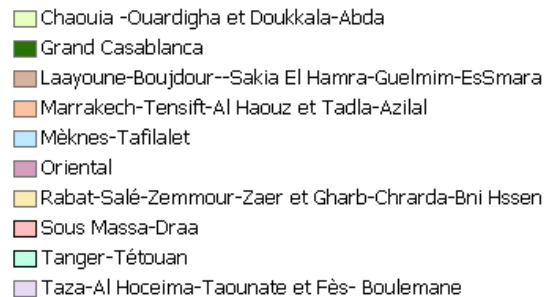 Chaouia -Ouardigha et Doukkala-Abda
Grand Casablanca
Laayoune-Boujdour--Sakia El Hamra-Guelmim-EsSmara
Marrakech-Tensift-Al Haouz et Tadla-Azilal
Mèknes-Tafilalet
Oriental
Rabat-Salé-Zemmour-Zaer et Gharb-Chrarda-Bni Hssen
Sous Massa-Draa
Tanger-Tétouan
Taza-Al Hoceima-Taounate et Fès- Boulemane